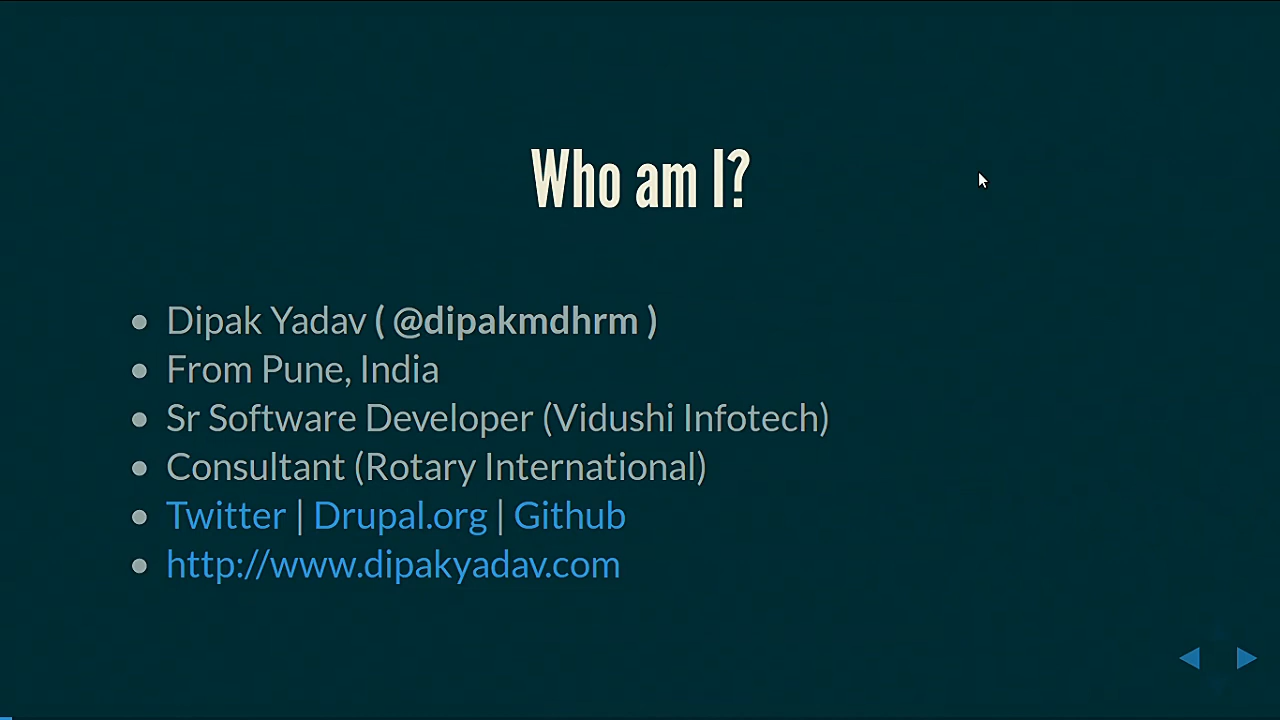 Who am I?
Dipak Yadav ( @dipakmdhrm )
From Pune, India
Sr Software Developer (Vidushi Infotech)
Consultant (Rotary International)
Twitter | Drupal.org | Github
http://www.dipakyadav.com